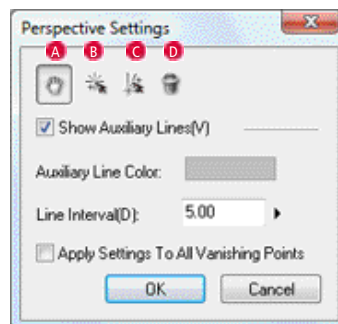 Perspective Settings
A B C D
Show Auxiliary Lines(V)
Auxiliary Line Color:
Line Interval(D): 5.00
Apply Settings To All Vanishing Points
OK Cancel